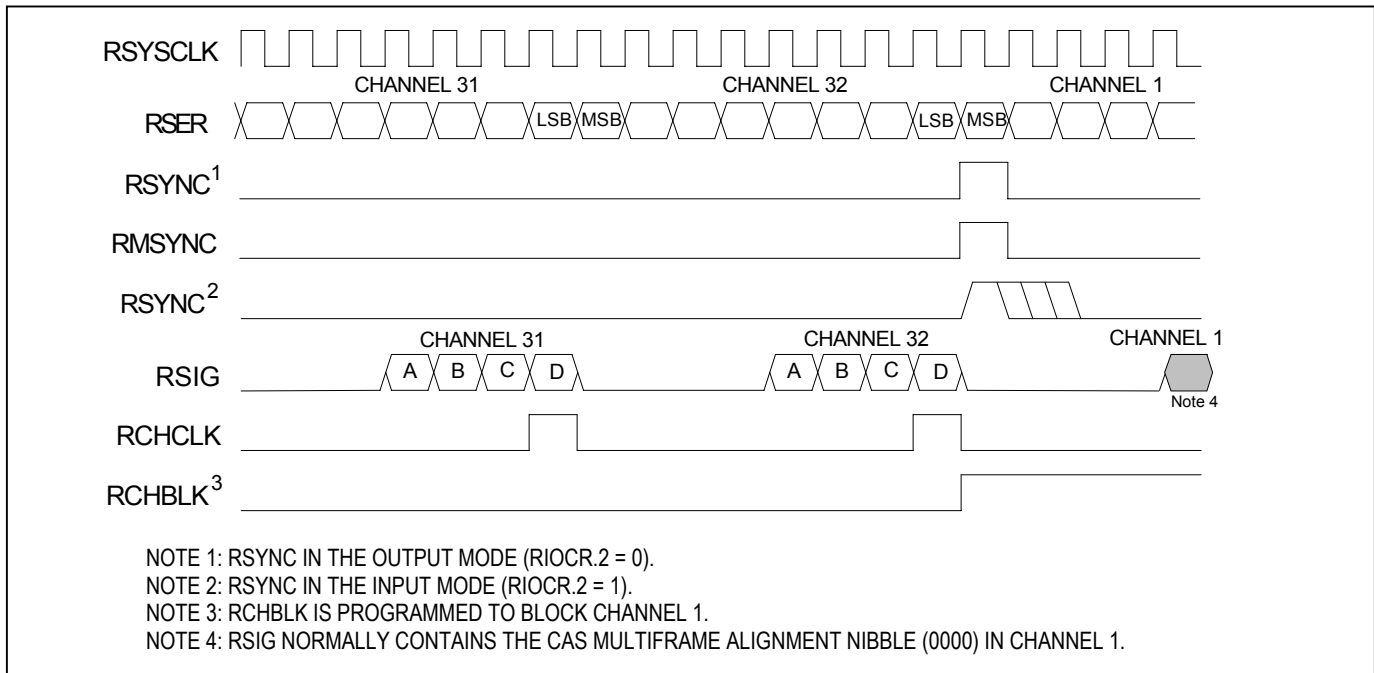 RSYSCLK
CHANNEL 31 CHANNEL 32 CHANNEL 1
RSER LSB MSB LSB MSB
RSYNC¹
RMSYNC
RSYNC²
CHANNEL 31 CHANNEL 32 CHANNEL 1
RSIG A B C D A B C D
Note 4
RCHCLK
RCHBLK³
NOTE 1: RSYNC IN THE OUTPUT MODE (RIOCR.2 = 0).
NOTE 2: RSYNC IN THE INPUT MODE (RIOCR.2 = 1).
NOTE 3: RCHBLK IS PROGRAMMED TO BLOCK CHANNEL 1.
NOTE 4: RSIG NORMALLY CONTAINS THE CAS MULTIFRAME ALIGNMENT NIBBLE (0000) IN CHANNEL 1.